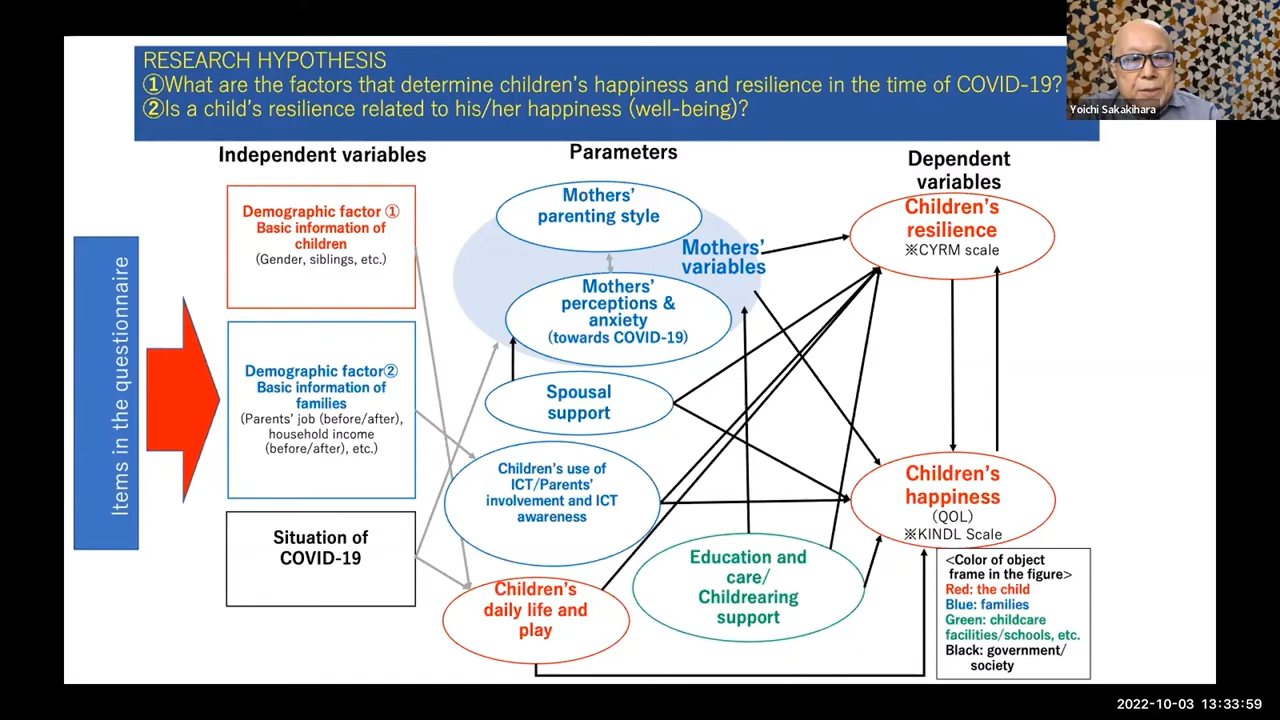 RESEARCH HYPOTHESIS
①What are the factors that determine children's happiness and resilience in the time of COVID-19?
②Is a child's resilience related to his/her happiness (well-being)?
Yoichi Sakakihara
Independent variables
Parameters
Dependent
variables
Items in the questionnaire
Demographic factor ①
Basic information of
children
(Gender, siblings, etc.)
Demographic factor②
Basic information of
families
(Parents' job (before/after),
household income
(before/after), etc.)
Situation of
COVID-19
Mothers'
parenting style
Mothers'
variables
Mothers'
perceptions &
anxiety
(towards COVID-19)
Spousal
support
Children's use of
ICT/Parents'
involvement and ICT
awareness
Children's
daily life and
play
Education and
care/
Childrearing
support
Children's
resilience
※CYRM scale
Children's
happiness
(QOL)
※KINDL Scale
<Color of object
frame in the figure>
Red: the child
Blue: families
Green: childcare
facilities/schools, etc.
Black: government/
society
2022-10-03 13:33:59